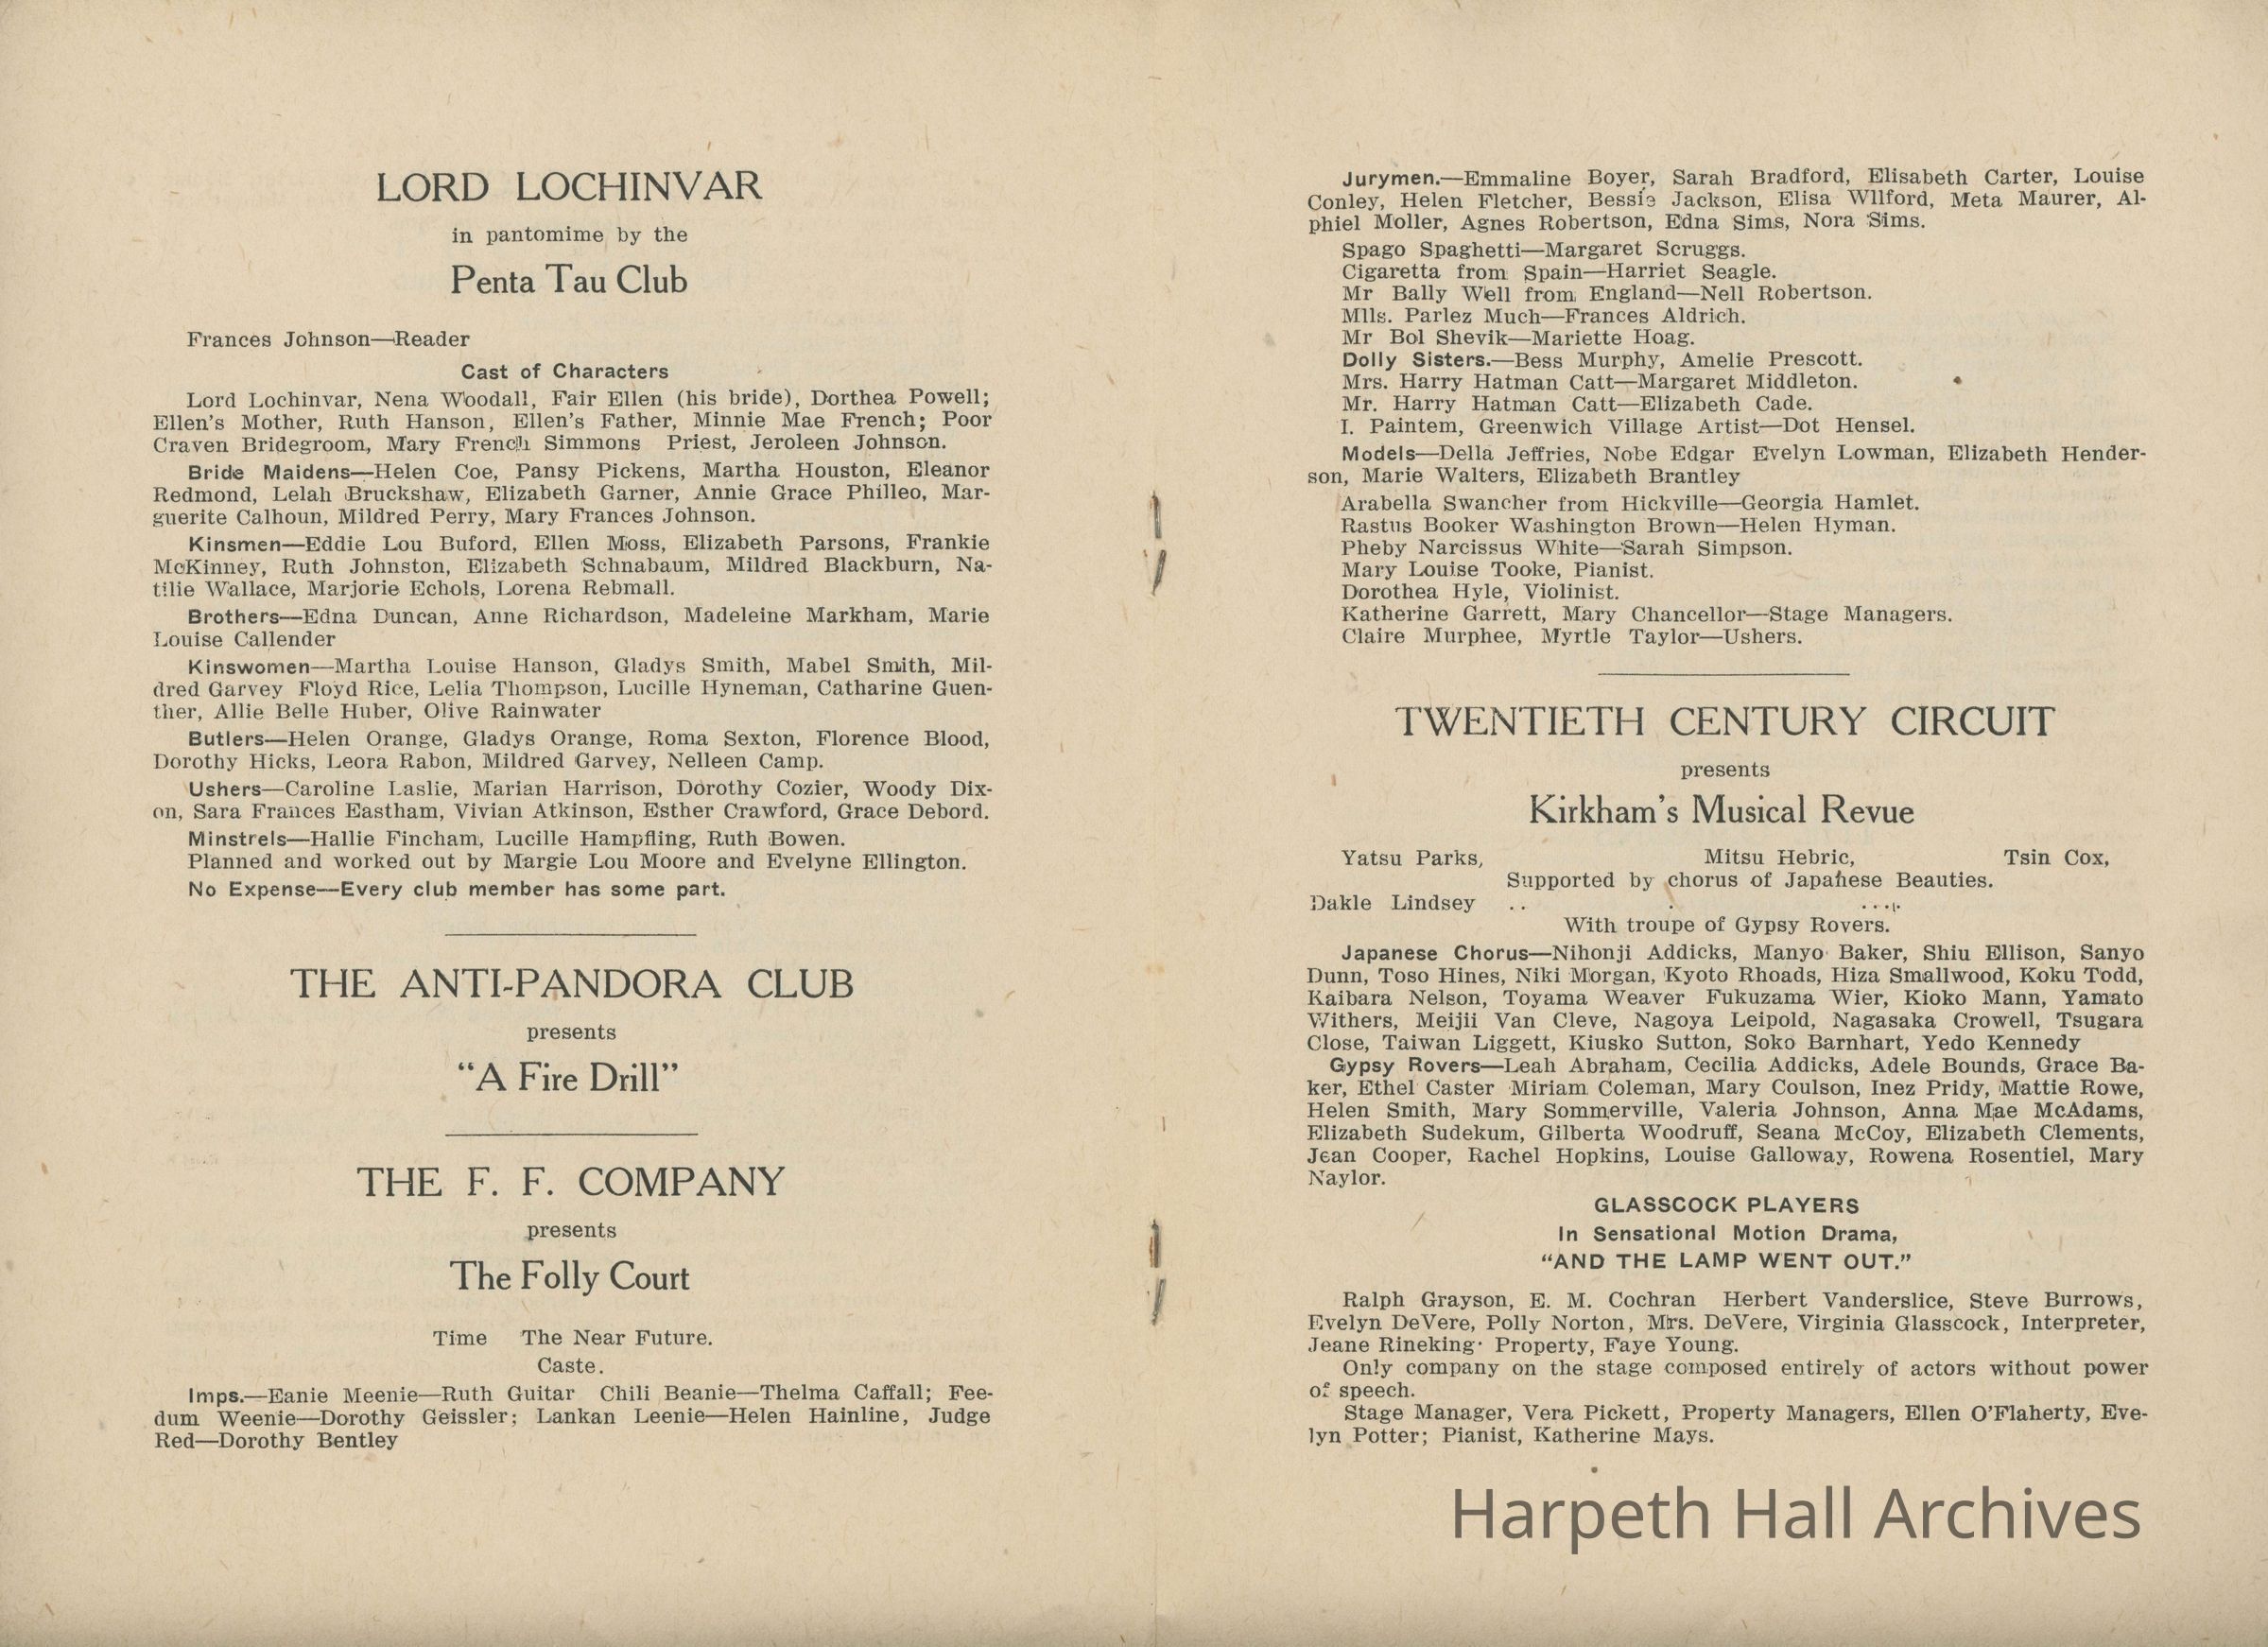 LORD LOCHINVAR
in pantomime by the
Penta Tau Club
Frances Johnson—Reader
Cast of Characters
Lord Lochinvar, Nena Woodall, Fair Ellen (his bride), Dorthea Powell;
Ellen's Mother, Ruth Hanson, Ellen's Father, Minnie Mae French; Poor
Craven Bridegroom, Mary French Simmons Priest, Jeroleen Johnson.
Bride Maidens—Helen Coe, Pansy Pickens, Martha Houston, Eleanor
Redmond, Lelah Bruckshaw, Elizabeth Garner, Annie Grace Philleo, Mar-
guerite Calhoun, Mildred Perry, Mary Frances Johnson.
Kinsmen—Eddie Lou Buford, Ellen Moss, Elizabeth Parsons, Frankie
McKinney, Ruth Johnston, Elizabeth Schnabaum, Mildred Blackburn, Na-
tilie Wallace, Marjorie Echols, Lorena Rebmall.
Brothers—Edna Duncan, Anne Richardson, Madeleine Markham, Marie
Louise Callender
Kinswomen—Martha Louise Hanson, Gladys Smith, Mabel Smith, Mil-
dred Garvey Floyd Rice, Lelia Thompson, Lucille Hyneman, Catharine Guen-
ther, Allie Belle Huber, Olive Rainwater
Butlers—Helen Orange, Gladys Orange, Roma Sexton, Florence Blood,
Dorothy Hicks, Leora Rabon, Mildred Garvey, Nelleen Camp.
Ushers—Caroline Laslie, Marian Harrison, Dorothy Cozier, Woody Dix-
on, Sara Frances Eastham, Vivian Atkinson, Esther Crawford, Grace Debord.
Minstrels—Hallie Fincham, Lucille Hampfling, Ruth Bowen.
Planned and worked out by Margie Lou Moore and Evelyne Ellington.
No Expense—Every club member has some part.
THE ANTI-PANDORA CLUB
presents
"A Fire Drill"
THE F. F. COMPANY
presents
The Folly Court
Time The Near Future.
Caste.
Imps.—Eanie Meenie—Ruth Guitar Chili Beanie—Thelma Caffall; Fee-
dum Weenie—Dorothy Geissler; Lankan Leenie—Helen Hainline, Judge
Red—Dorothy Bentley
Jurymen.—Emmaline Boyer, Sarah Bradford, Elisabeth Carter, Louise
Conley, Helen Fletcher, Bessie Jackson, Elisa Wllford, Meta Maurer, Al-
phiel Moller, Agnes Robertson, Edna Sims, Nora Sims.
Spago Spaghetti—Margaret Scruggs.
Cigaretta from Spain—Harriet Seagle.
Mr Bally Well from England—Nell Robertson.
Mlls. Parlez Much—Frances Aldrich.
Mr Bol Shevik—Mariette Hoag.
Dolly Sisters.—Bess Murphy, Amelie Prescott.
Mrs. Harry Hatman Catt—Margaret Middleton.
Mr. Harry Hatman Catt—Elizabeth Cade.
I. Paintem, Greenwich Village Artist—Dot Hensel.
Models—Della Jeffries, Nobe Edgar Evelyn Lowman, Elizabeth Hender-
son, Marie Walters, Elizabeth Brantley
Arabella Swancher from Hickville—Georgia Hamlet.
Rastus Booker Washington Brown—Helen Hyman.
Pheby Narcissus White—Sarah Simpson.
Mary Louise Tooke, Pianist.
Dorothea Hyle, Violinist.
Katherine Garrett, Mary Chancellor—Stage Managers.
Claire Murphee, Myrtle Taylor—Ushers.
TWENTIETH CENTURY CIRCUIT
presents
Kirkham's Musical Revue
Yatsu Parks, Mitsu Hebric, Tsin Cox,
Supported by chorus of Japanese Beauties.
Dakle Lindsey
With troupe of Gypsy Rovers.
Japanese Chorus—Nihonji Addicks, Manyo Baker, Shiu Ellison, Sanyo
Dunn, Toso Hines, Niki Morgan, Kyoto Rhoads, Hiza Smallwood, Koku Todd,
Kaibara Nelson, Toyama Weaver Fukuzama Wier, Kioko Mann, Yamato
Withers, Meijii Van Cleve, Nagoya Leipold, Nagasaka Crowell, Tsugara
Close, Taiwan Liggett, Kiusko Sutton, Soko Barnhart, Yedo Kennedy
Gypsy Rovers—Leah Abraham, Cecilia Addicks, Adele Bounds, Grace Ba-
ker, Ethel Caster Miriam Coleman, Mary Coulson, Inez Pridy, Mattie Rowe,
Helen Smith, Mary Sommerville, Valeria Johnson, Anna Mae McAdams,
Elizabeth Sudekum, Gilberta Woodruff, Seana McCoy, Elizabeth Clements,
Jean Cooper, Rachel Hopkins, Louise Galloway, Rowena Rosentiel, Mary
Naylor.
GLASSCOCK PLAYERS
In Sensational Motion Drama,
"AND THE LAMP WENT OUT."
Ralph Grayson, E. M. Cochran Herbert Vanderslice, Steve Burrows,
Evelyn DeVere, Polly Norton, Mrs. DeVere, Virginia Glasscock, Interpreter,
Jeane Rineking Property, Faye Young.
Only company on the stage composed entirely of actors without power
of speech.
Stage Manager, Vera Pickett, Property Managers, Ellen O'Flaherty, Eve-
lyn Potter; Pianist, Katherine Mays.
Harpeth Hall Archives